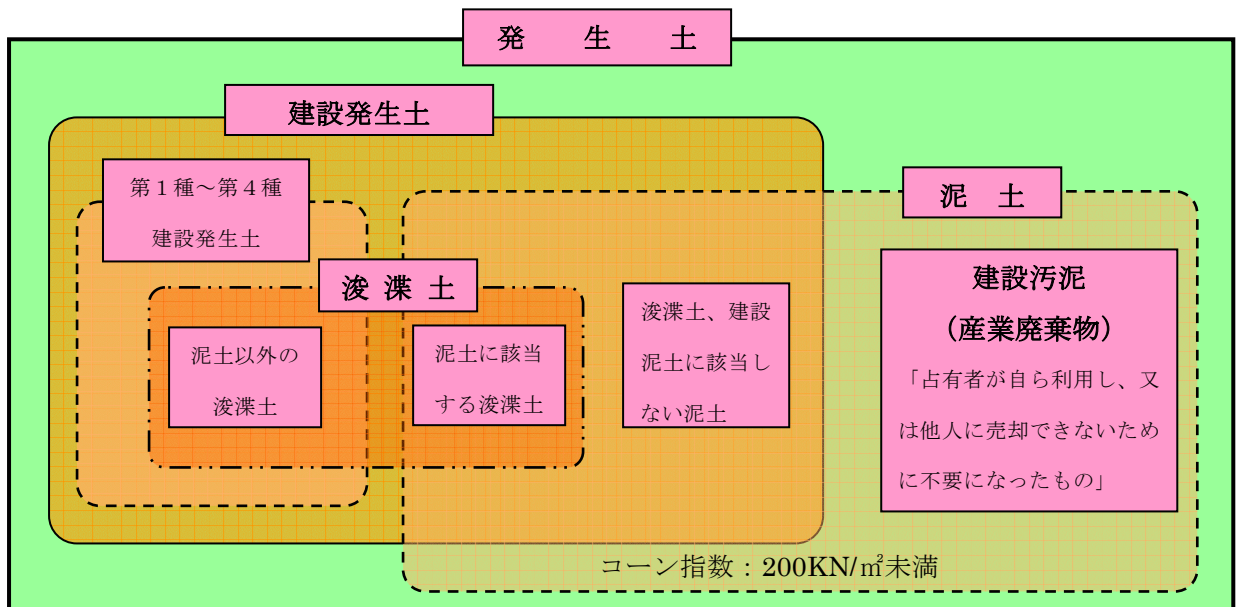 発　生　土
建設発生土
第１種～第４種
建設発生土
泥　土
浚 渫 土
泥土以外の
浚渫土
泥土に該当
する浚渫土
浚渫土、建設
泥土に該当し
ない泥土
建設汚泥
（産業廃棄物）
「占有者が自ら利用し、又
は他人に売却できないため
に不要になったもの」
コーン指数：200KN/㎡未満